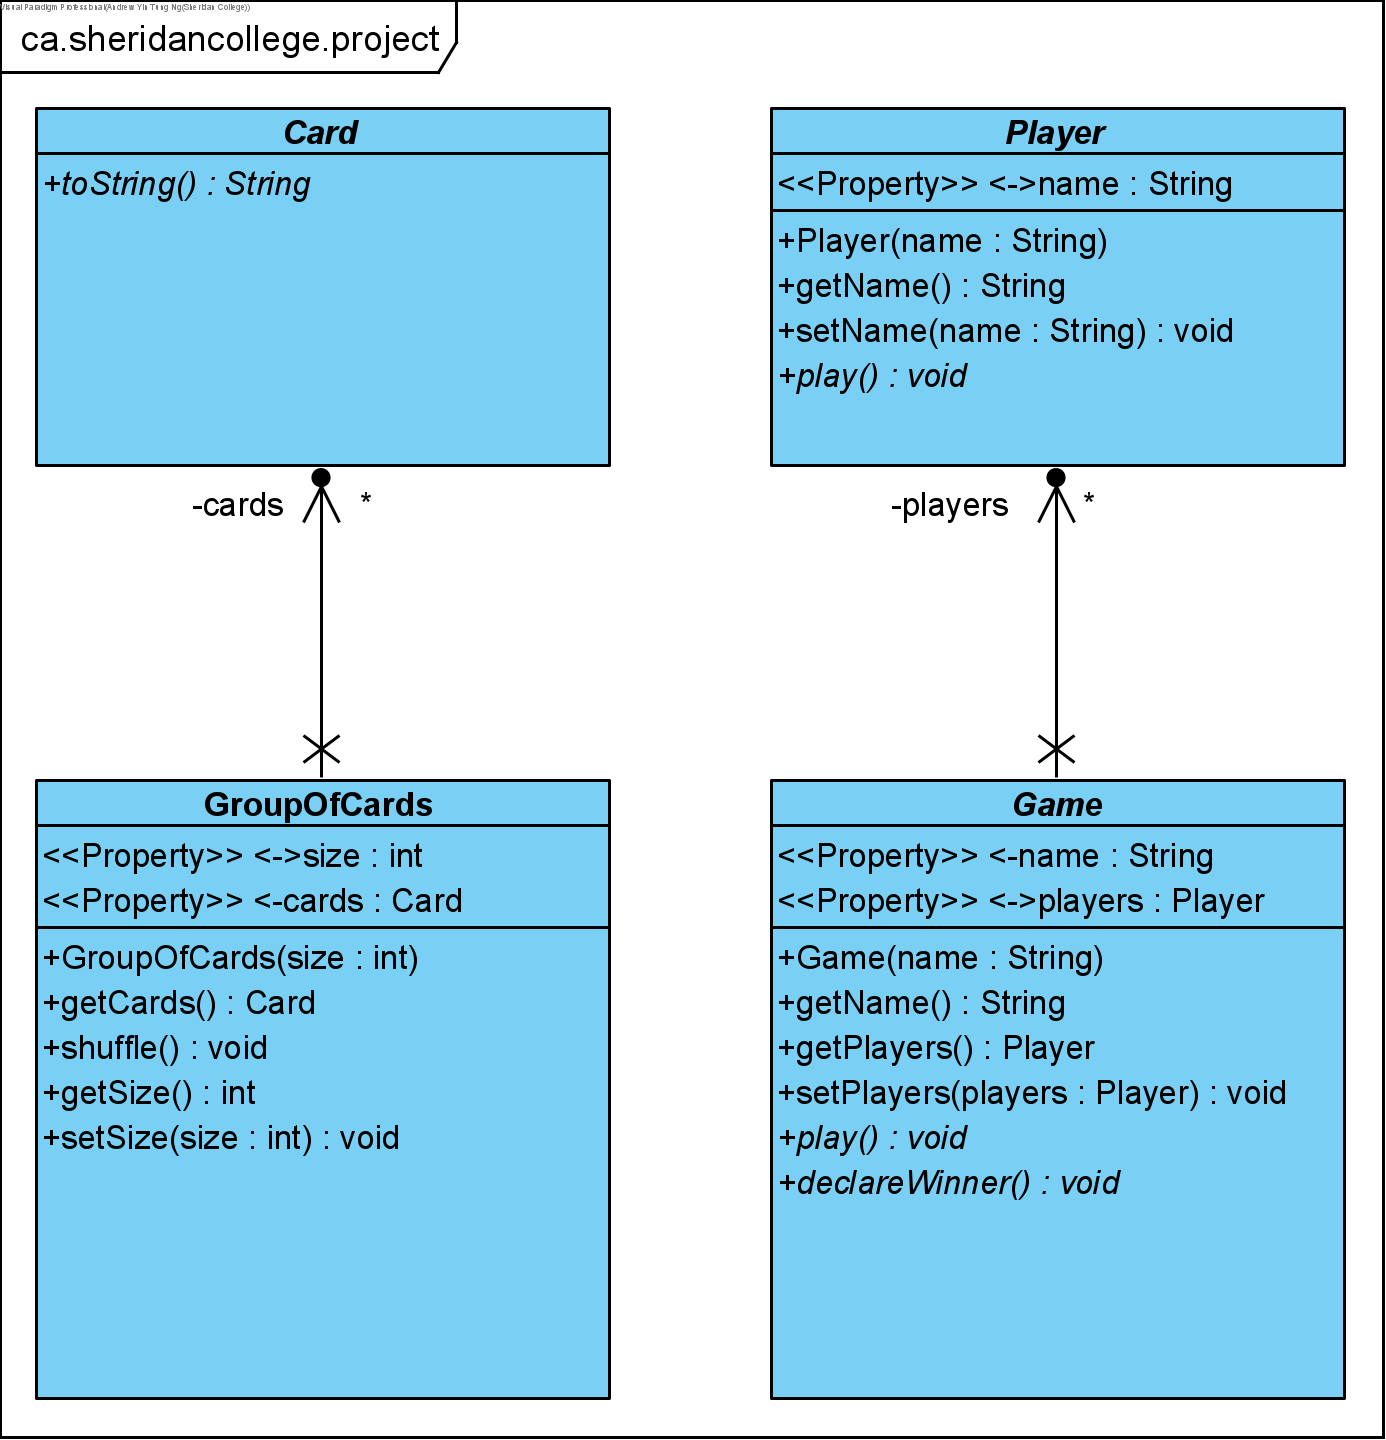 Visual Paradigm Professional(Andrew Yin Tung Ng(Sheridan College))
ca.sheridancollege.project
Card
+toString() : String
Player
<<Property>> <->name : String
+Player(name : String)
+getName() : String
+setName(name : String) : void
+play() : void
-cards
*
-players
*
GroupOfCards
<<Property>> <->size : int
<<Property>> <-cards : Card
+GroupOfCards(size : int)
+getCards() : Card
+shuffle() : void
+getSize() : int
+setSize(size : int) : void
Game
<<Property>> <-name : String
<<Property>> <->players : Player
+Game(name : String)
+getName() : String
+getPlayers() : Player
+setPlayers(players : Player) : void
+play() : void
+declareWinner() : void